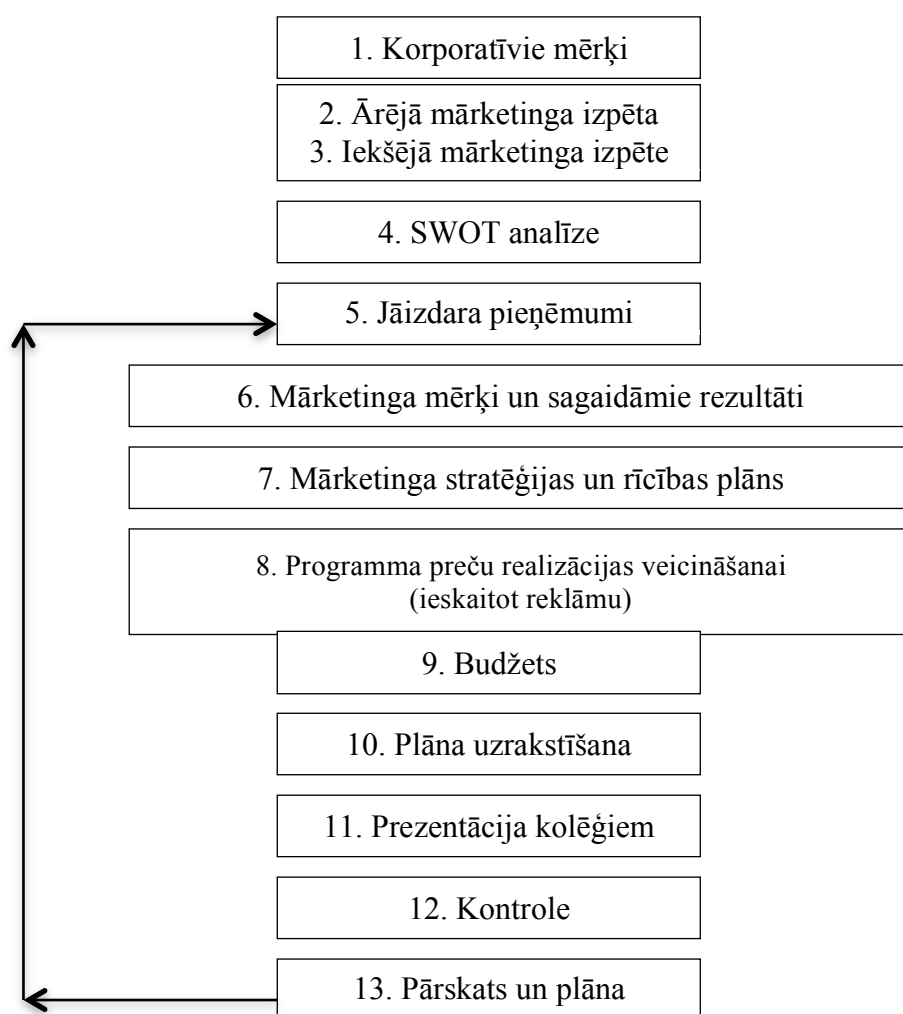 1. Korporatīvie mērķi
2. Ārējā mārketinga izpēta
3. Iekšējā mārketinga izpēte
4. SWOT analīze
5. Jāizdara pieņēmumi
6. Mārketinga mērķi un sagaidāmie rezultāti
7. Mārketinga stratēģijas un rīcības plāns
8. Programma preču realizācijas veicināšanai
(ieskaitot reklāmu)
9. Budžets
10. Plāna uzrakstīšana
11. Prezentācija kolēģiem
12. Kontrole
13. Pārskats un plāna